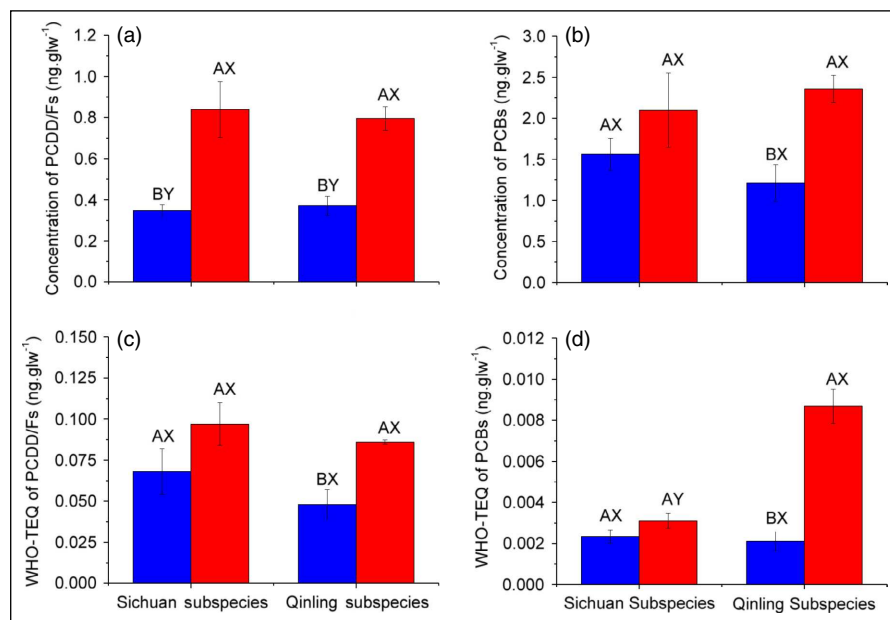 (a)
Concentration of PCDD/Fs (ng.glw-1)
1.2
1.0
0.8
0.6
0.4
0.2
0.0
BY
AX
BY
AX
(b)
Concentration of PCBs (ng.glw-1)
3.0
2.5
2.0
1.5
1.0
0.5
0.0
AX
AX
BX
AX
(c)
WHO-TEQ of PCDD/Fs (ng.glw-1)
0.150
0.125
0.100
0.075
0.050
0.025
0.000
AX
AX
BX
AX
Sichuan subspecies
Qinling subspecies
(d)
WHO-TEQ of PCBs (ng.glw-1)
0.012
0.010
0.008
0.006
0.004
0.002
0.000
AX
AY
BX
AX
Sichuan Subspecies
Qinling Subspecies